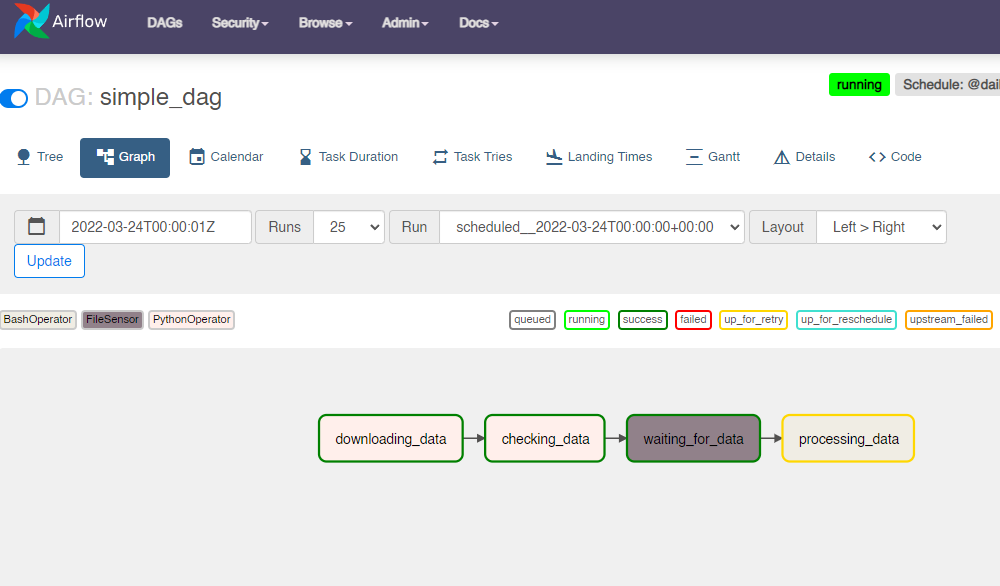 Airflow DAGs Security Browse Admin Docs
running Schedule: @dai
DAG: simple_dag
Tree Graph Calendar Task Duration Task Tries Landing Times Gantt Details Code
2022-03-24T00:00:01Z Runs 25 Run scheduled__2022-03-24T00:00:00+00:00 Layout Left > Right
Update
BashOperator FileSensor PythonOperator queued running success failed up_for_retry up_for_reschedule upstream_failed
downloading_data checking_data waiting_for_data processing_data